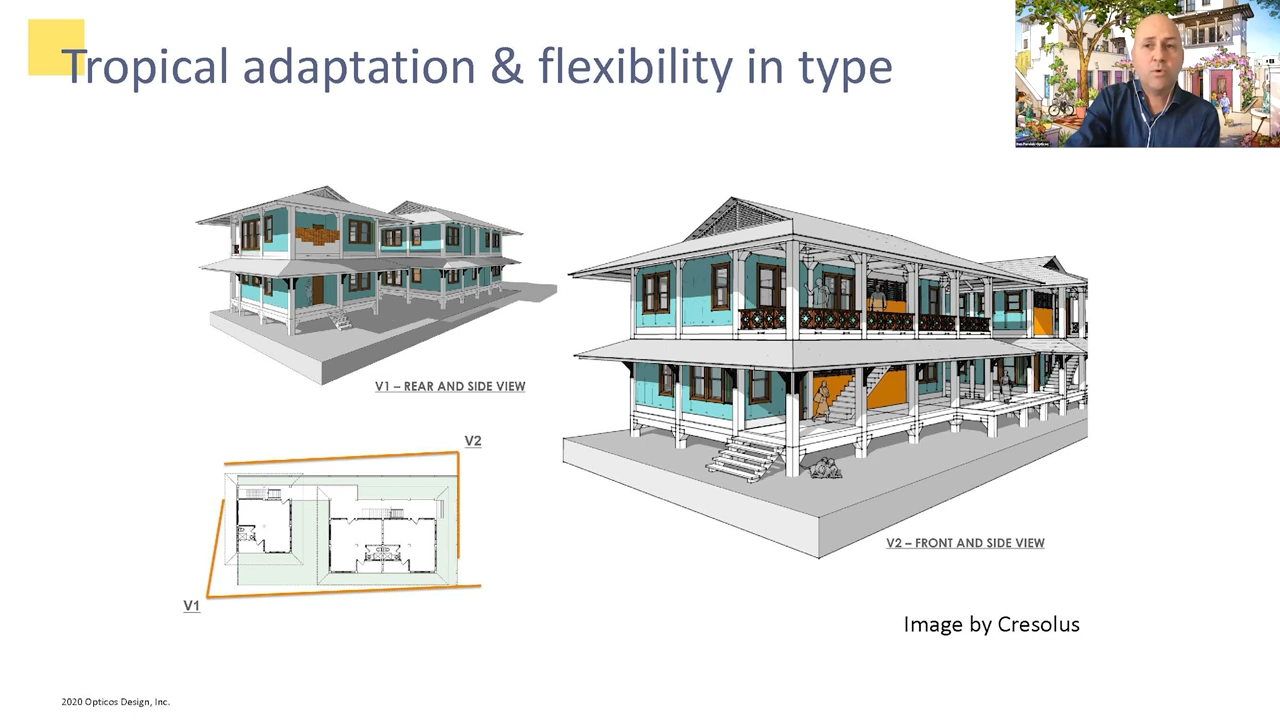 Tropical adaptation & flexibility in type
V1 – REAR AND SIDE VIEW
V2
V2 – FRONT AND SIDE VIEW
V1
Image by Cresolus
2020 Opticos Design, Inc.